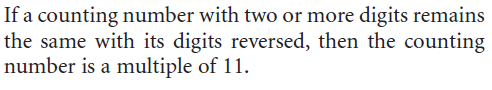 If a counting number with two or more digits remains
the same with its digits reversed, then the counting
number is a multiple of 11.